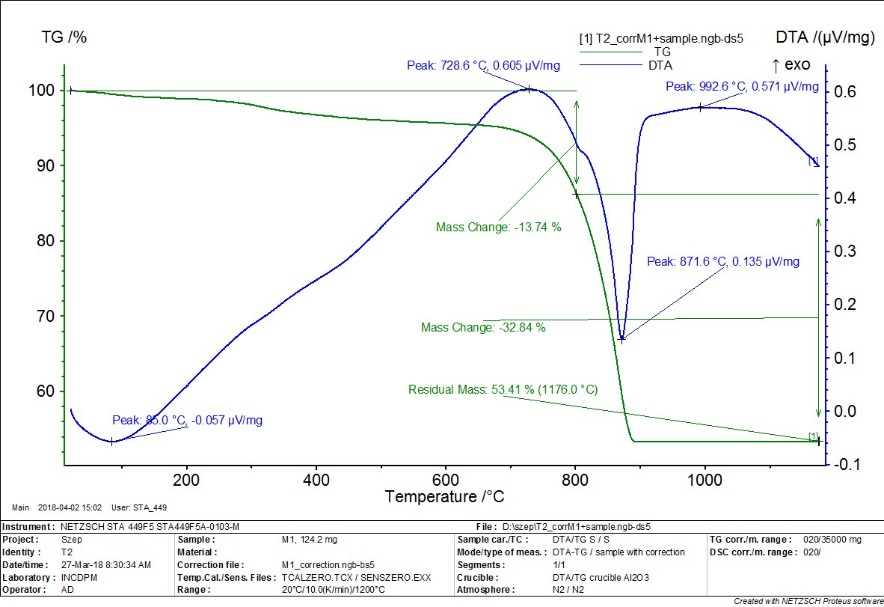 TG /%
[1] T2_corrM1+sample.ngb-ds5
TG
DTA
DTA /(µV/mg)
↑ exo
Peak: 728.6 °C, 0.605 µV/mg
Peak: 992.6 °C, 0.571 µV/mg
100
90
80
70
60
0.6
0.5
0.4
0.3
0.2
0.1
0.0
-0.1
[1]
Mass Change: -13.74 %
Peak: 871.6 °C, 0.135 µV/mg
Mass Change: -32.84 %
Residual Mass: 53.41 % (1176.0 °C)
Peak: 85.0 °C, -0.057 µV/mg
[1]
200 400 600 800 1000
Temperature /°C
Main 2018-04-02 15:02 User: STA_449
Instrument: NETZSCH STA 449F5 STA449F5A-0103-M File: D:\szep\T2_corrM1+sample.ngb-ds5
Project: Szep Sample: M1, 124.2 mg Sample car./TC: DTA/TG S / S TG corr./m. range: 020/35000 mg
Identity: T2 Material: Mode/type of meas.: DTA-TG / sample with correction DSC corr./m. range: 020/
Date/time: 27-Mar-18 8:30:34 AM Correction file: M1_correction.ngb-bs5 Segments: 1/1
Laboratory: INCDPM Temp.Cal./Sens. Files: TCALZERO.TCX / SENSZERO.EXX Crucible: DTA/TG crucible Al2O3
Operator: AD Range: 20°C/10.0(K/min)/1200°C Atmosphere: N2 / N2
Created with NETZSCH Proteus software